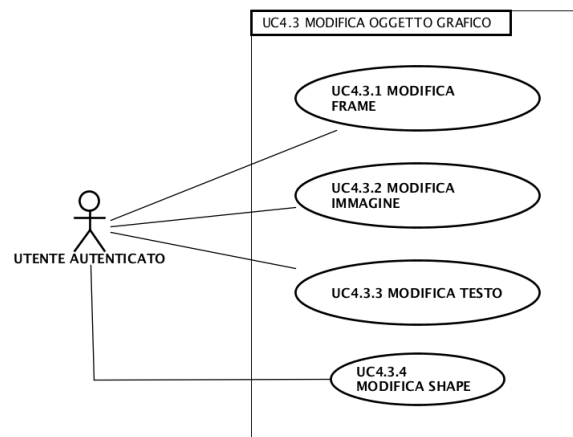 UC4.3 MODIFICA OGGETTO GRAFICO
UC4.3.1 MODIFICA
FRAME
UC4.3.2 MODIFICA
IMMAGINE
UTENTE AUTENTICATO
UC4.3.3 MODIFICA TESTO
UC4.3.4
MODIFICA SHAPE